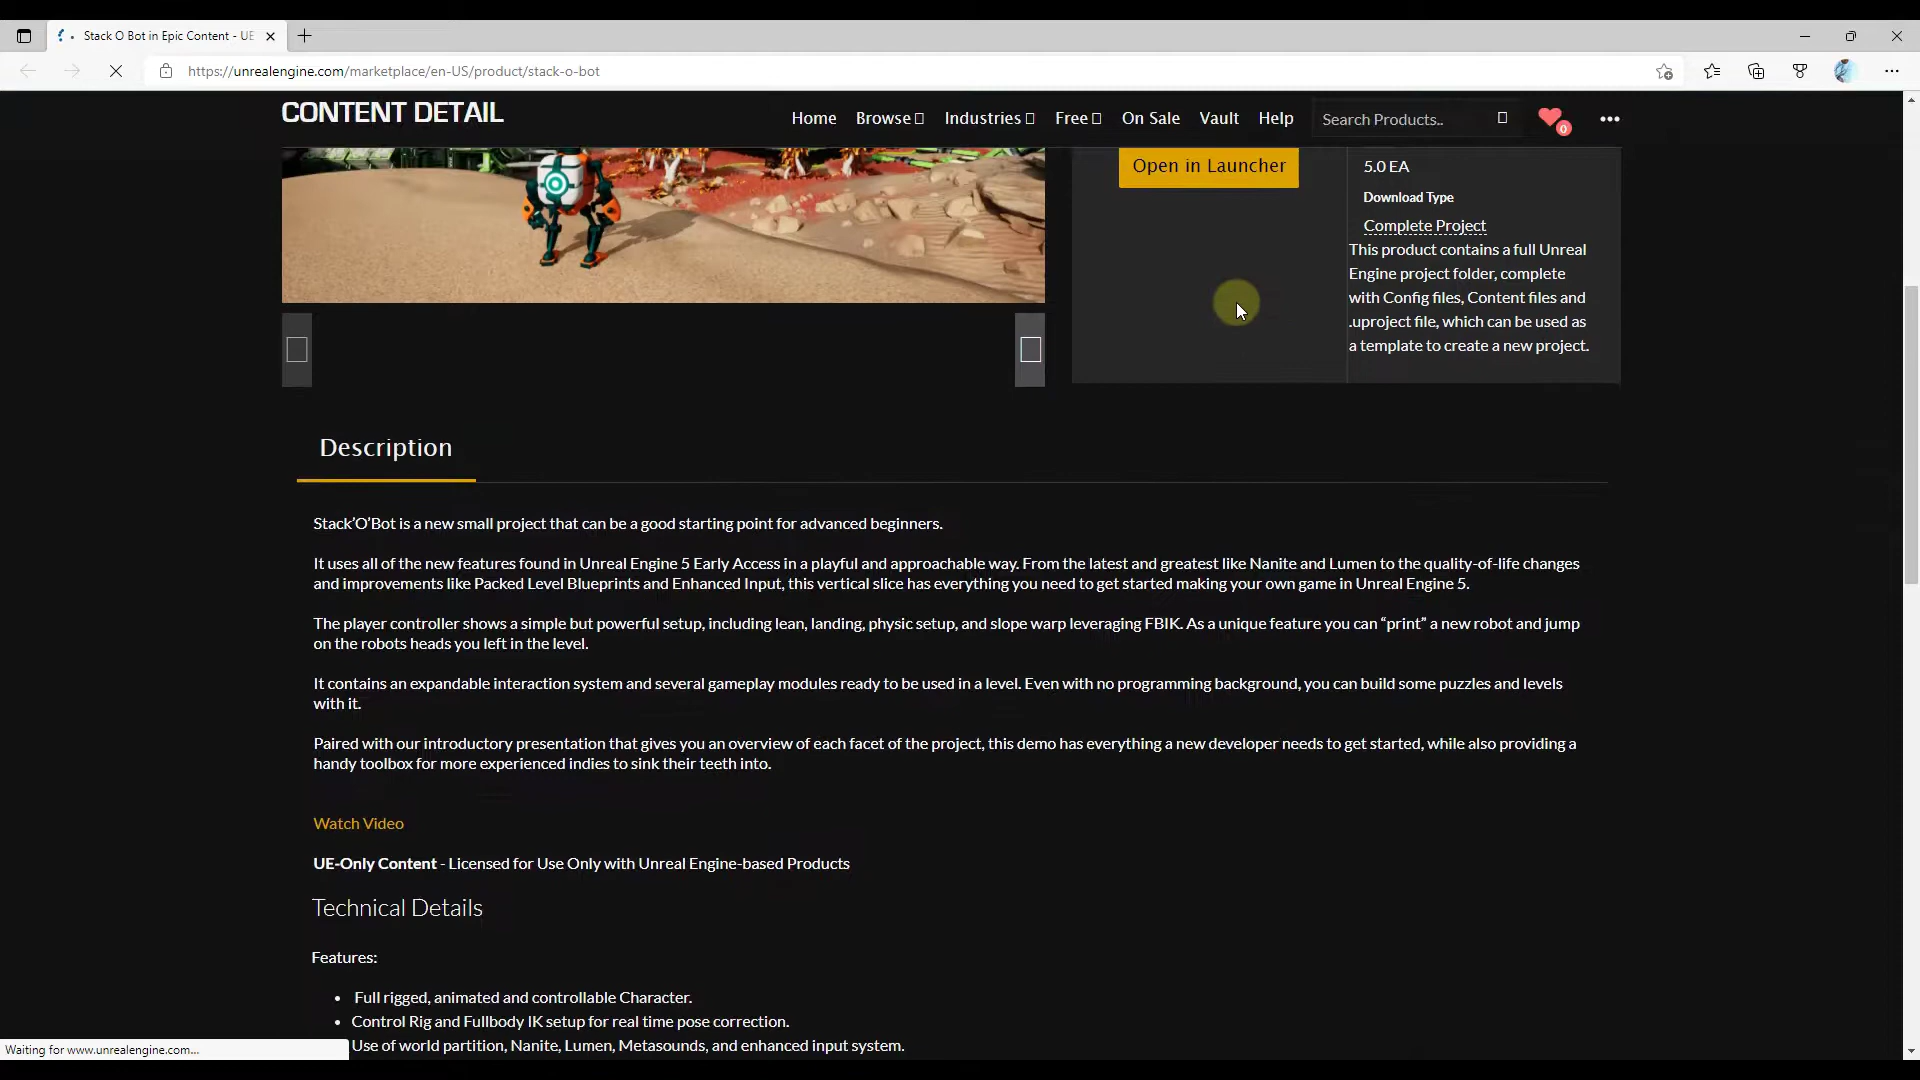 Stack O Bot in Epic Content - UE
https://unrealengine.com/marketplace/en-US/product/stack-o-bot
CONTENT DETAIL
Home Browse Industries Free On Sale Vault Help Search Products.. 0
Open in Launcher
5.0 EA
Download Type
Complete Project
This product contains a full Unreal
Engine project folder, complete
with Config files, Content files and
.uproject file, which can be used as
a template to create a new project.
Description
Stack’O’Bot is a new small project that can be a good starting point for advanced beginners.
It uses all of the new features found in Unreal Engine 5 Early Access in a playful and approachable way. From the latest and greatest like Nanite and Lumen to the quality-of-life changes
and improvements like Packed Level Blueprints and Enhanced Input, this vertical slice has everything you need to get started making your own game in Unreal Engine 5.
The player controller shows a simple but powerful setup, including lean, landing, physic setup, and slope warp leveraging FBIK. As a unique feature you can “print” a new robot and jump
on the robots heads you left in the level.
It contains an expandable interaction system and several gameplay modules ready to be used in a level. Even with no programming background, you can build some puzzles and levels
with it.
Paired with our introductory presentation that gives you an overview of each facet of the project, this demo has everything a new developer needs to get started, while also providing a
handy toolbox for more experienced indies to sink their teeth into.
Watch Video
UE-Only Content - Licensed for Use Only with Unreal Engine-based Products
Technical Details
Features:
• Full rigged, animated and controllable Character.
• Control Rig and Fullbody IK setup for real time pose correction.
Use of world partition, Nanite, Lumen, Metasounds, and enhanced input system.
Waiting for www.unrealengine.com...